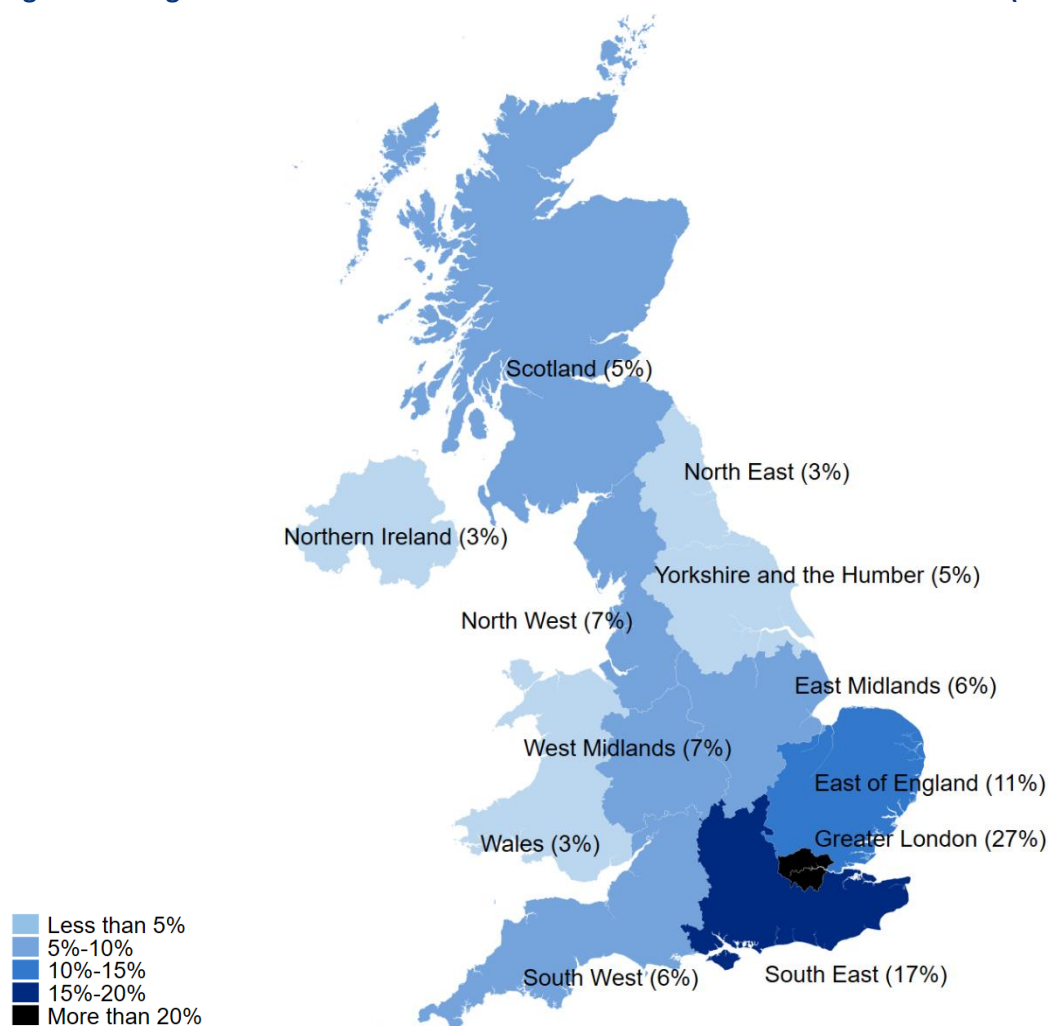 Scotland (5%)
North East (3%)
Northern Ireland (3%)
Yorkshire and the Humber (5%)
North West (7%)
East Midlands (6%)
West Midlands (7%)
East of England (11%)
Greater London (27%)
Wales (3%)
South West (6%)
South East (17%)
Less than 5%
5%-10%
10%-15%
15%-20%
More than 20%